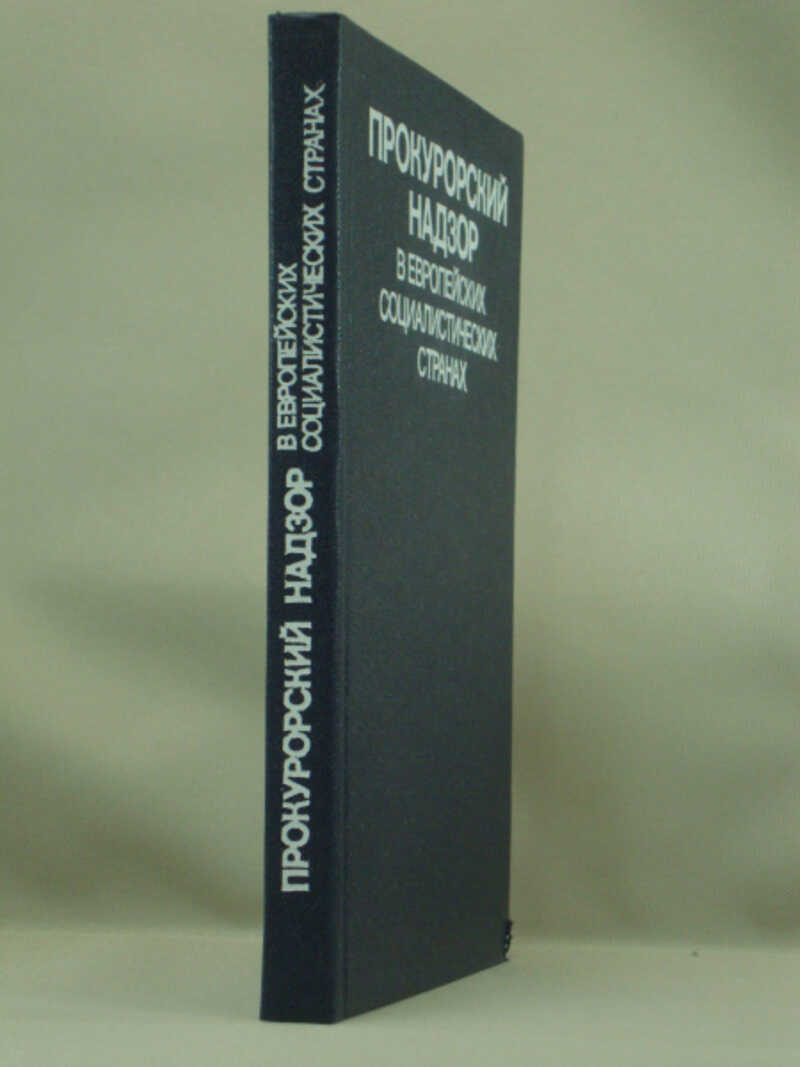 ПРОКУРОРСКИЙ
НАДЗОР
В ЕВРОПЕЙСКИХ
СОЦИАЛИСТИЧЕСКИХ
СТРАНАХ
ПРОКУРОРСКИЙ НАДЗОР
В ЕВРОПЕЙСКИХ
СОЦИАЛИСТИЧЕСКИХ СТРАНАХ